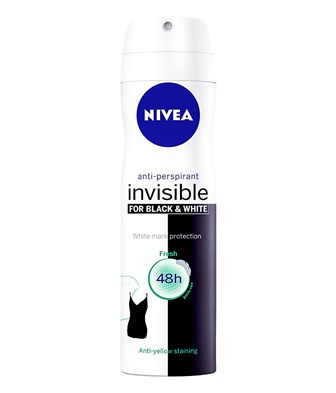 NIVEA
anti-perspirant
invisible
FOR BLACK & WHITE
White mark protection
Fresh
48h
Anti-yellow staining